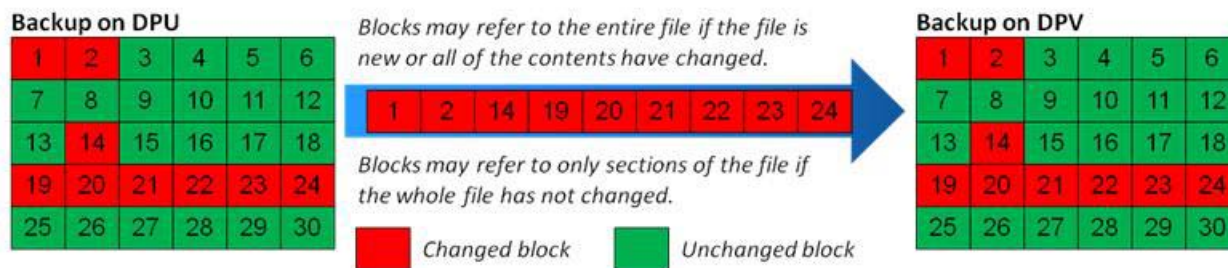 Backup on DPU
1 2 3 4 5 6
7 8 9 10 11 12
13 14 15 16 17 18
19 20 21 22 23 24
25 26 27 28 29 30
Blocks may refer to the entire file if the file is
new or all of the contents have changed.
1 2 14 19 20 21 22 23 24
Blocks may refer to only sections of the file if
the whole file has not changed.
Changed block
Unchanged block
Backup on DPV
1 2 3 4 5 6
7 8 9 10 11 12
13 14 15 16 17 18
19 20 21 22 23 24
25 26 27 28 29 30